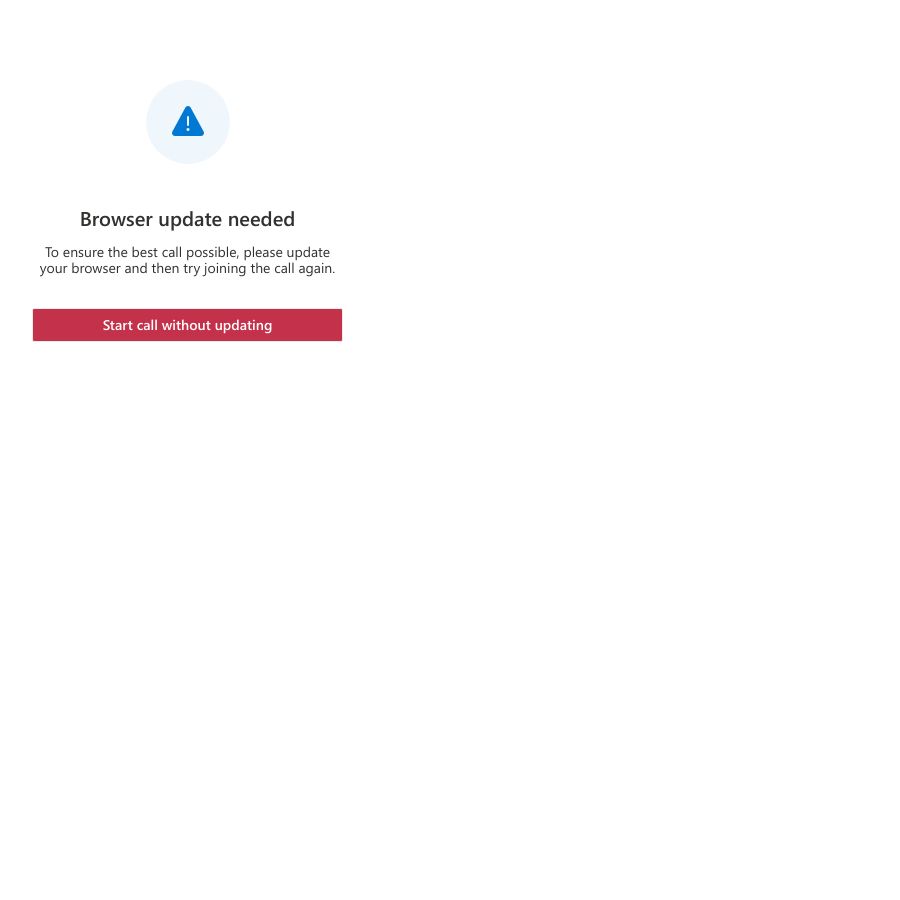 Browser update needed
To ensure the best call possible, please update
your browser and then try joining the call again.
Start call without updating